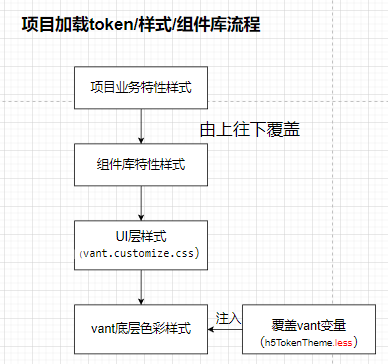 项目加载token/样式/组件库流程
项目业务特性样式
由上往下覆盖
组件库特性样式
UI层样式
(vant.customize.css)
vant底层色彩样式
注入
覆盖vant变量
(h5TokenTheme.less)